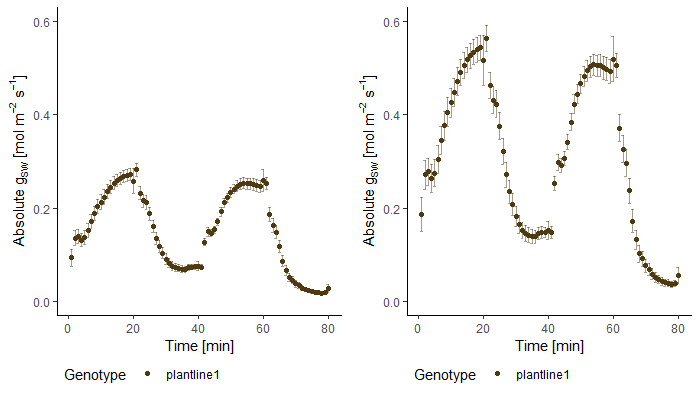 Absolute g_SW [mol m⁻² s⁻¹]
0.6
0.4
0.2
0.0
0 20 40 60 80
Time [min]
Genotype plantline1
Absolute g_SW [mol m⁻² s⁻¹]
0.6
0.4
0.2
0.0
0 20 40 60 80
Time [min]
Genotype plantline1